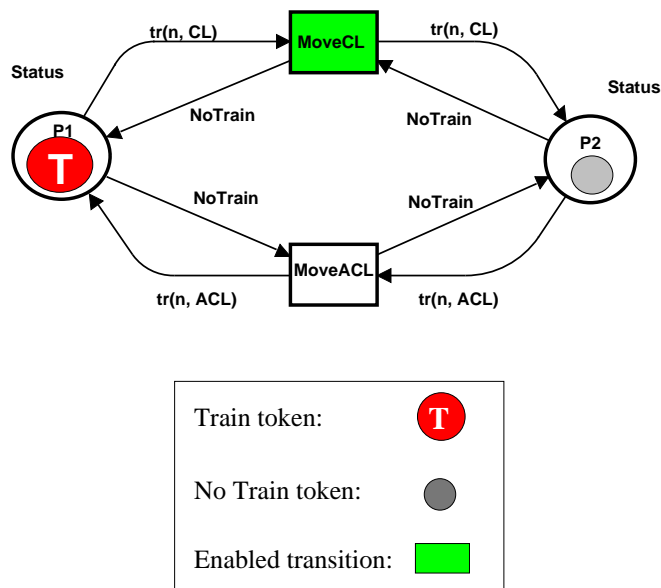 tr(n, CL)
MoveCL
tr(n, CL)
Status
Status
NoTrain
NoTrain
P1
P2
T
NoTrain
NoTrain
MoveACL
tr(n, ACL)
tr(n, ACL)
Train token:
T
No Train token:
Enabled transition: